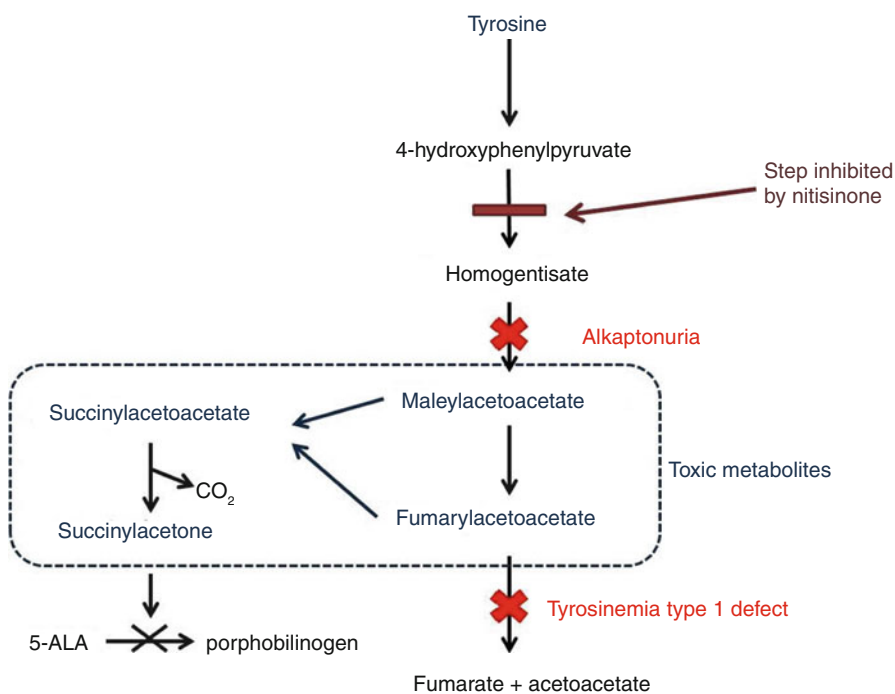 Tyrosine
4-hydroxyphenylpyruvate
Step inhibited
by nitisinone
Homogentisate
Alkaptonuria
Succinylacetoacetate
Maleylacetoacetate
Toxic metabolites
CO₂
Succinylacetone
Fumarylacetoacetate
Tyrosinemia type 1 defect
5-ALA
porphobilinogen
Fumarate + acetoacetate